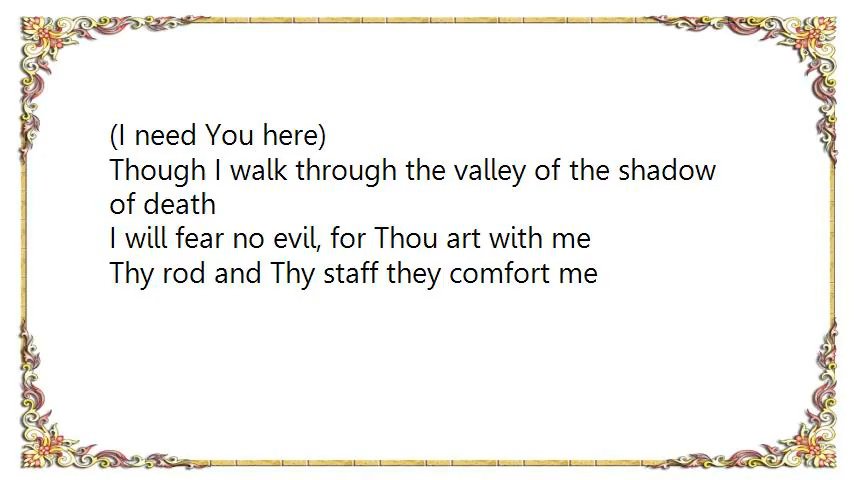 (I need You here)
Though I walk through the valley of the shadow
of death
I will fear no evil, for Thou art with me
Thy rod and Thy staff they comfort me